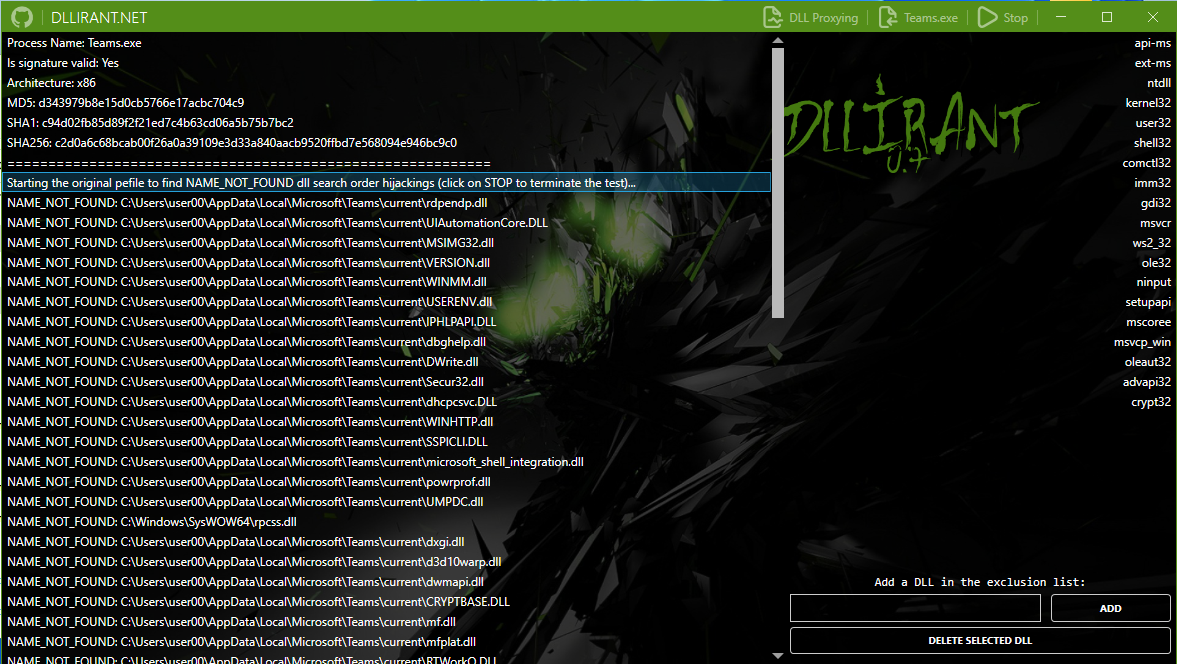 DLLIRANT.NET
DLL Proxying
Teams.exe
Stop
Process Name: Teams.exe
Is signature valid: Yes
Architecture: x86
MD5: d343979b8e15d0cb5766e17acbc704c9
SHA1: c94d02fb85d89f2f21ed7c4b63cd06a5b75b7bc2
SHA256: c2d0a6c68bcab00f26a0a39109e3d33a840aacb9520ffbd7e568094e946bc9c0
============================================================
Starting the original pefile to find NAME_NOT_FOUND dll search order hijackings (click on STOP to terminate the test)...
NAME_NOT_FOUND: C:\Users\user00\AppData\Local\Microsoft\Teams\current\rdpendp.dll
NAME_NOT_FOUND: C:\Users\user00\AppData\Local\Microsoft\Teams\current\UIAutomationCore.DLL
NAME_NOT_FOUND: C:\Users\user00\AppData\Local\Microsoft\Teams\current\MSIMG32.dll
NAME_NOT_FOUND: C:\Users\user00\AppData\Local\Microsoft\Teams\current\VERSION.dll
NAME_NOT_FOUND: C:\Users\user00\AppData\Local\Microsoft\Teams\current\WINMM.dll
NAME_NOT_FOUND: C:\Users\user00\AppData\Local\Microsoft\Teams\current\USERENV.dll
NAME_NOT_FOUND: C:\Users\user00\AppData\Local\Microsoft\Teams\current\IPHLPAPI.DLL
NAME_NOT_FOUND: C:\Users\user00\AppData\Local\Microsoft\Teams\current\dbghelp.dll
NAME_NOT_FOUND: C:\Users\user00\AppData\Local\Microsoft\Teams\current\DWrite.dll
NAME_NOT_FOUND: C:\Users\user00\AppData\Local\Microsoft\Teams\current\Secur32.dll
NAME_NOT_FOUND: C:\Users\user00\AppData\Local\Microsoft\Teams\current\dhcpcsvc.DLL
NAME_NOT_FOUND: C:\Users\user00\AppData\Local\Microsoft\Teams\current\WINHTTP.dll
NAME_NOT_FOUND: C:\Users\user00\AppData\Local\Microsoft\Teams\current\SSPICLI.DLL
NAME_NOT_FOUND: C:\Users\user00\AppData\Local\Microsoft\Teams\current\microsoft_shell_integration.dll
NAME_NOT_FOUND: C:\Users\user00\AppData\Local\Microsoft\Teams\current\powrprof.dll
NAME_NOT_FOUND: C:\Users\user00\AppData\Local\Microsoft\Teams\current\UMPDC.dll
NAME_NOT_FOUND: C:\Windows\SysWOW64\rpcss.dll
NAME_NOT_FOUND: C:\Users\user00\AppData\Local\Microsoft\Teams\current\dxgi.dll
NAME_NOT_FOUND: C:\Users\user00\AppData\Local\Microsoft\Teams\current\d3d10warp.dll
NAME_NOT_FOUND: C:\Users\user00\AppData\Local\Microsoft\Teams\current\dwmapi.dll
NAME_NOT_FOUND: C:\Users\user00\AppData\Local\Microsoft\Teams\current\CRYPTBASE.DLL
NAME_NOT_FOUND: C:\Users\user00\AppData\Local\Microsoft\Teams\current\mf.dll
NAME_NOT_FOUND: C:\Users\user00\AppData\Local\Microsoft\Teams\current\mfplat.dll
NAME_NOT_FOUND: C:\Users\user00\AppData\Local\Microsoft\Teams\current\RTWorkQ.DLL
DLLIRANT
0.7
api-ms
ext-ms
ntdll
kernel32
user32
shell32
comctl32
imm32
gdi32
msvcr
ws2_32
ole32
ninput
setupapi
mscoree
msvcp_win
oleaut32
advapi32
crypt32
Add a DLL in the exclusion list:
ADD
DELETE SELECTED DLL